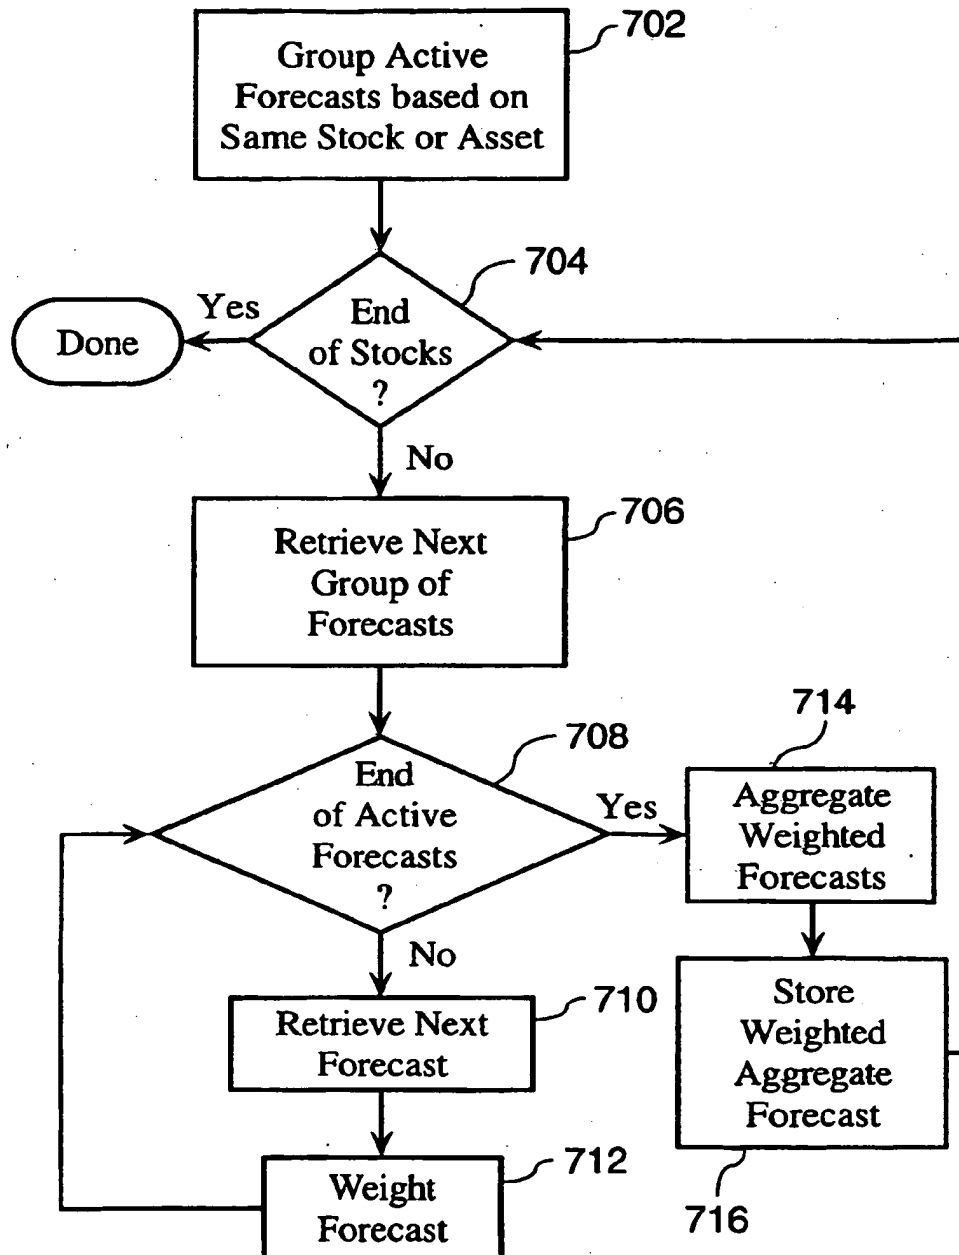 702
Group Active
Forecasts based on
Same Stock or Asset
704
Yes
End
of Stocks
?
Done
No
706
Retrieve Next
Group of
Forecasts
708
End
of Active
Forecasts
?
Yes
714
Aggregate
Weighted
Forecasts
No
710
Retrieve Next
Forecast
Store
Weighted
Aggregate
Forecast
712
Weight
Forecast
716